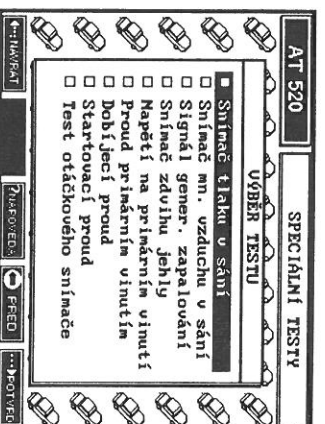 AT 520
SPECIÁLNÍ TESTY
VÝBĚR TESTU
Snímač tlaku v sání
Snímač mn. vzduchu v sání
Signál gener. zapalování
Snímač zdvihu jehly
Napětí na primárním vinutí
Proud primárním vinutím
Dobíjecí proud
Startovací proud
Test otáčkového snímače
NÁVRAT
?NÁPOVĚDA
PŘED
POTVRD